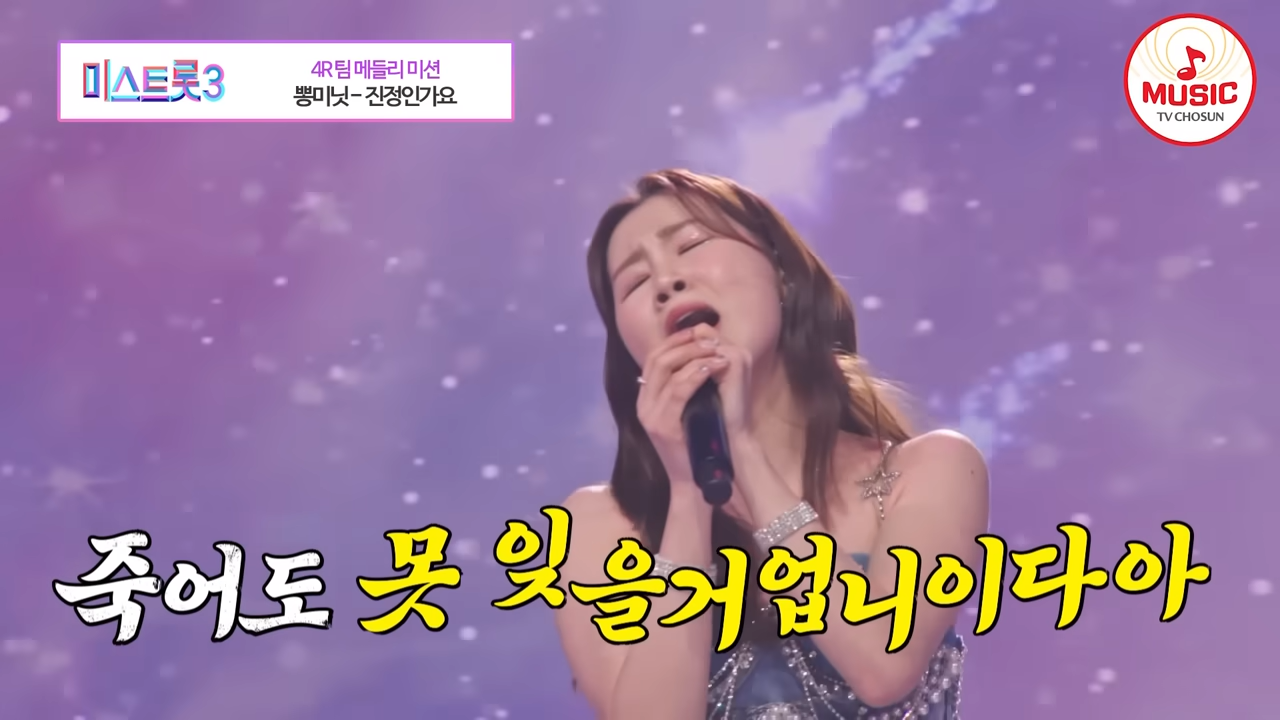 미스트롯3
4R 팀 메들리 미션
뽕미닛 - 진정인가요
MUSIC
TV CHOSUN
죽어도 못 잊을거업니이다아